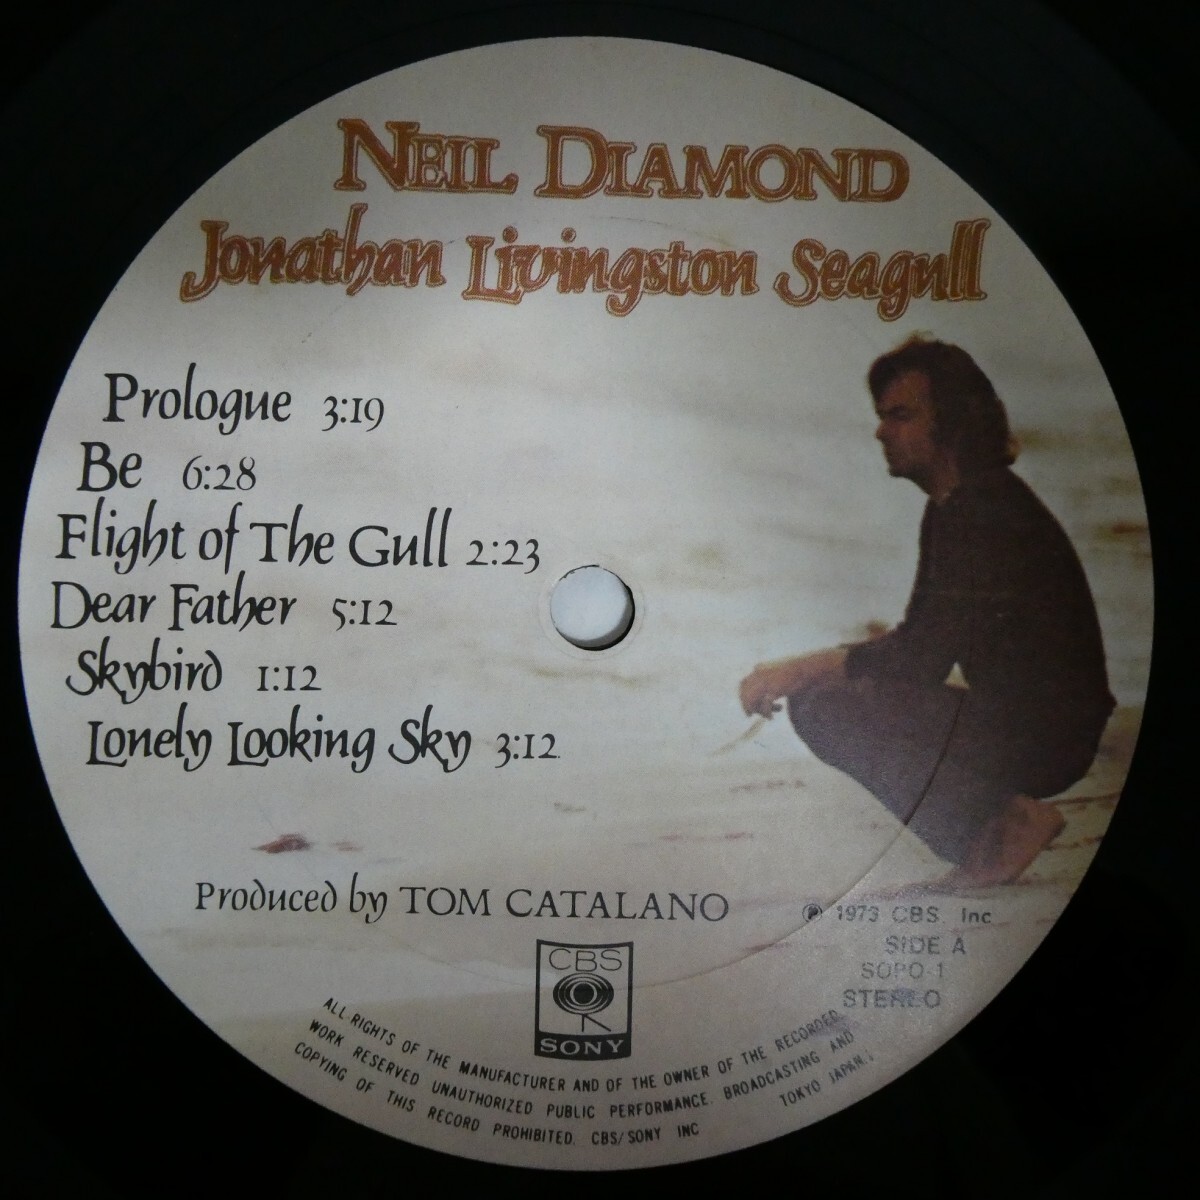 NEIL DIAMOND
Jonathan Livingston Seagull
Prologue 3:19
Be 6:28
Flight of The Gull 2:23
Dear Father 5:12
Skybird 1:12
Lonely Looking Sky 3:12
Produced by TOM CATALANO
℗ 1973 CBS. Inc
SIDE A
SOPO-1
STEREO
CBS
SONY
ALL RIGHTS OF THE MANUFACTURER AND OF THE OWNER OF THE RECORDED
WORK RESERVED UNAUTHORIZED PUBLIC PERFORMANCE. BROADCASTING AND
COPYING OF THIS RECORD PROHIBITED. CBS/SONY INC TOKYO JAPAN